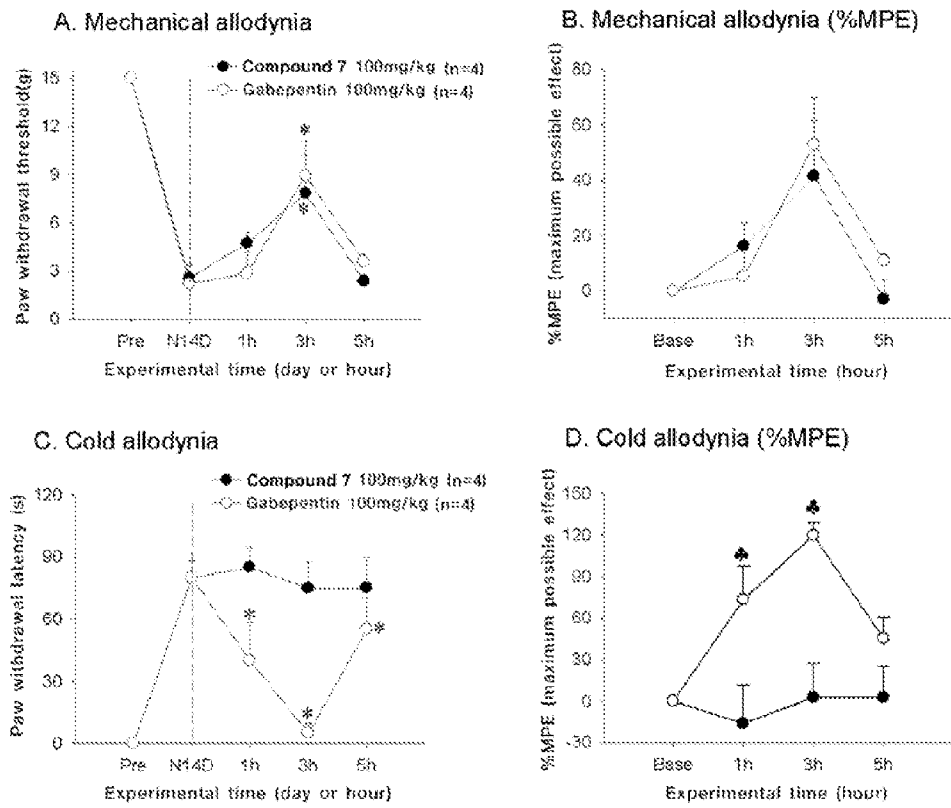 A. Mechanical allodynia
Compound 7 100mg/kg (n=4)
Gabepentin 100mg/kg (n=4)
Paw withdrawal threshold(g)
15
12
9
6
3
0
*
*
Pre N14D 1h 3h 5h
Experimental time (day or hour)
B. Mechanical allodynia (%MPE)
%MPE (maximum possible effect)
80
60
40
20
0
Base 1h 3h 5h
Experimental time (hour)
C. Cold allodynia
Compound 7 100mg/kg (n=4)
Gabepentin 100mg/kg (n=4)
Paw withdrawal latency (s)
120
90
60
30
0
*
*
*
Pre N14D 1h 3h 5h
Experimental time (day or hour)
D. Cold allodynia (%MPE)
%MPE (maximum possible effect)
150
120
90
60
30
0
-30
♣
♣
Base 1h 3h 5h
Experimental time (hour)